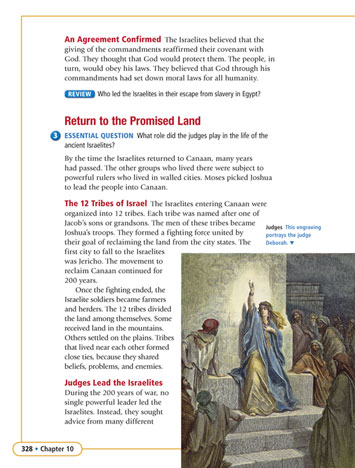 An Agreement Confirmed The Israelites believed that the
giving of the commandments reaffirmed their covenant with
God. They thought that God would protect them. The people, in
turn, would obey his laws. They believed that God through his
commandments had set down moral laws for all humanity.
REVIEW Who led the Israelites in their escape from slavery in Egypt?
Return to the Promised Land
3 ESSENTIAL QUESTION What role did the judges play in the life of the
ancient Israelites?
By the time the Israelites returned to Canaan, many years
had passed. The other groups who lived there were subject to
powerful rulers who lived in walled cities. Moses picked Joshua
to lead the people into Canaan.
The 12 Tribes of Israel The Israelites entering Canaan were
organized into 12 tribes. Each tribe was named after one of
Jacob's sons or grandsons. The men of these tribes became
Joshua's troops. They formed a fighting force united by
their goal of reclaiming the land from the city states. The
first city to fall to the Israelites
was Jericho. The movement to
reclaim Canaan continued for
200 years.
Once the fighting ended, the
Israelite soldiers became farmers
and herders. The 12 tribes divided
the land among themselves. Some
received land in the mountains.
Others settled on the plains. Tribes
that lived near each other formed
close ties, because they shared
beliefs, problems, and enemies.
Judges Lead the Israelites
During the 200 years of war, no
single powerful leader led the
Israelites. Instead, they sought
advice from many different
Judges This engraving
portrays the judge
Deborah. ▼
328 • Chapter 10